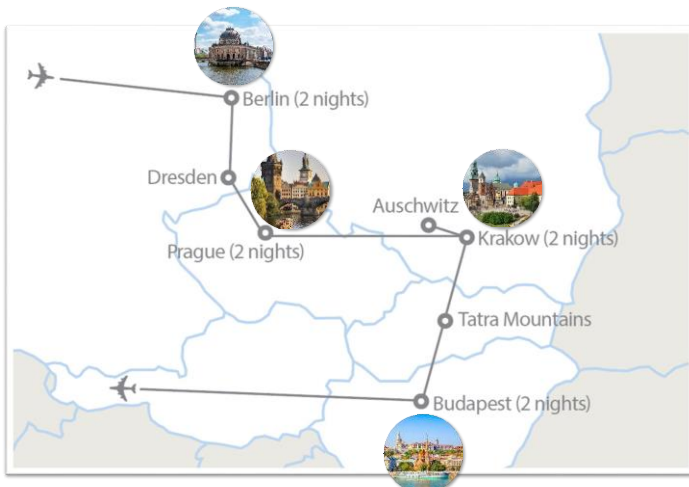 Berlin (2 nights)
Dresden
Prague (2 nights)
Auschwitz
Krakow (2 nights)
Tatra Mountains
Budapest (2 nights)